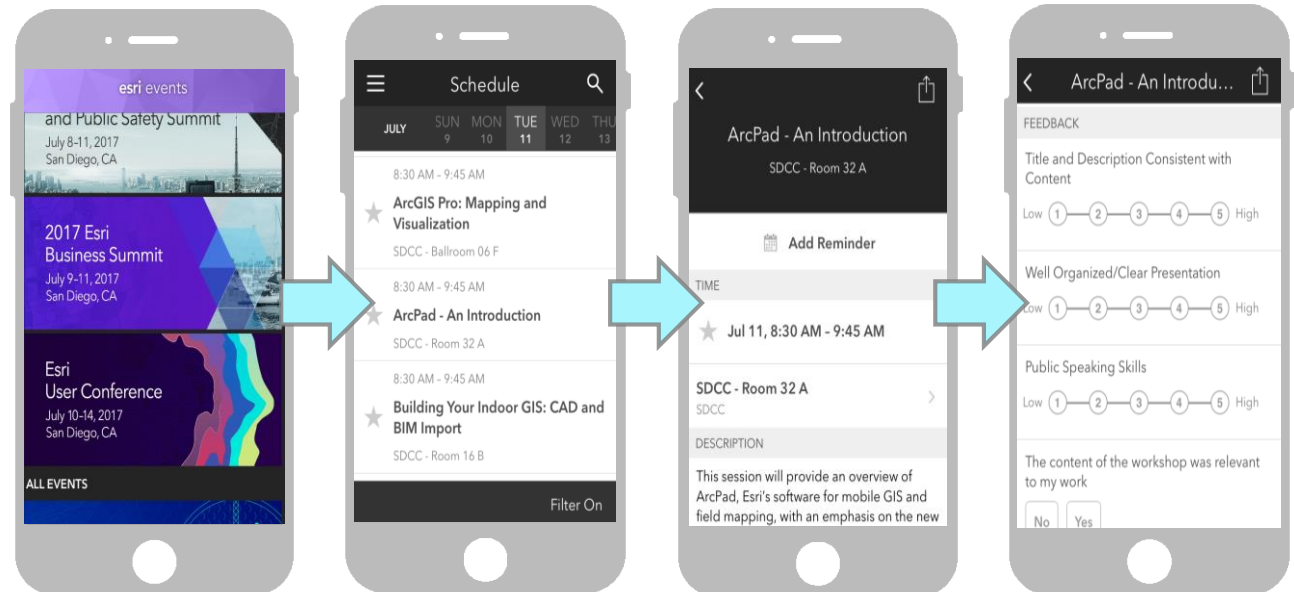 esri events
and Public Safety Summit
July 8-11, 2017
San Diego, CA
2017 Esri
Business Summit
July 9-11, 2017
San Diego, CA
Esri
User Conference
July 10-14, 2017
San Diego, CA
ALL EVENTS
Schedule
JULY SUN 9 MON 10 TUE 11 WED 12 THU 13
8:30 AM - 9:45 AM
ArcGIS Pro: Mapping and
Visualization
SDCC - Ballroom 06 F
8:30 AM - 9:45 AM
ArcPad - An Introduction
SDCC - Room 32 A
8:30 AM - 9:45 AM
Building Your Indoor GIS: CAD and
BIM Import
SDCC - Room 16 B
Filter On
ArcPad - An Introduction
SDCC - Room 32 A
Add Reminder
TIME
Jul 11, 8:30 AM - 9:45 AM
SDCC - Room 32 A
SDCC
DESCRIPTION
This session will provide an overview of
ArcPad, Esri's software for mobile GIS and
field mapping, with an emphasis on the new
ArcPad - An Introdu...
FEEDBACK
Title and Description Consistent with
Content
Low 1 2 3 4 5 High
Well Organized/Clear Presentation
Low 1 2 3 4 5 High
Public Speaking Skills
Low 1 2 3 4 5 High
The content of the workshop was relevant
to my work
No Yes